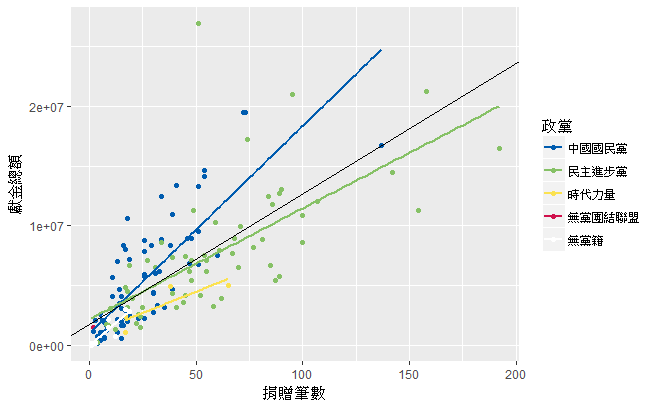 2e+07
1e+07
0e+00
獻金總額
0
50
100
150
200
捐贈筆數
政黨
中國國民黨
民主進步黨
時代力量
無黨團結聯盟
無黨籍